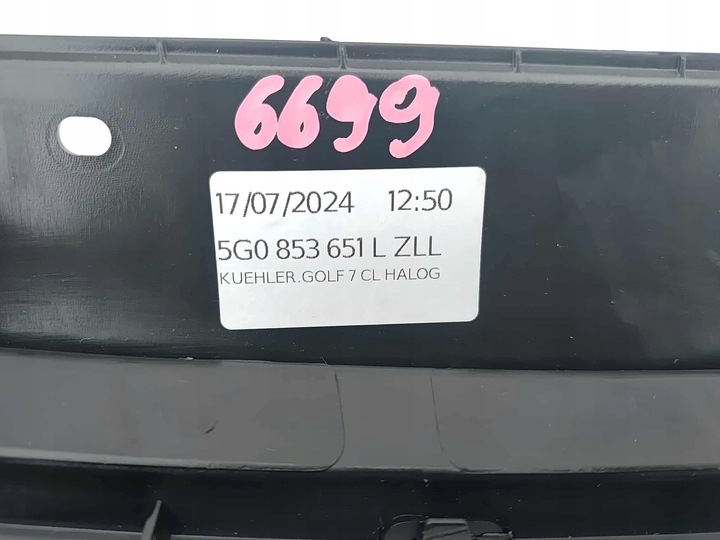 6699
17/07/2024 12:50
5G0 853 651 L ZLL
KUEHLER.GOLF 7 CL HALOG